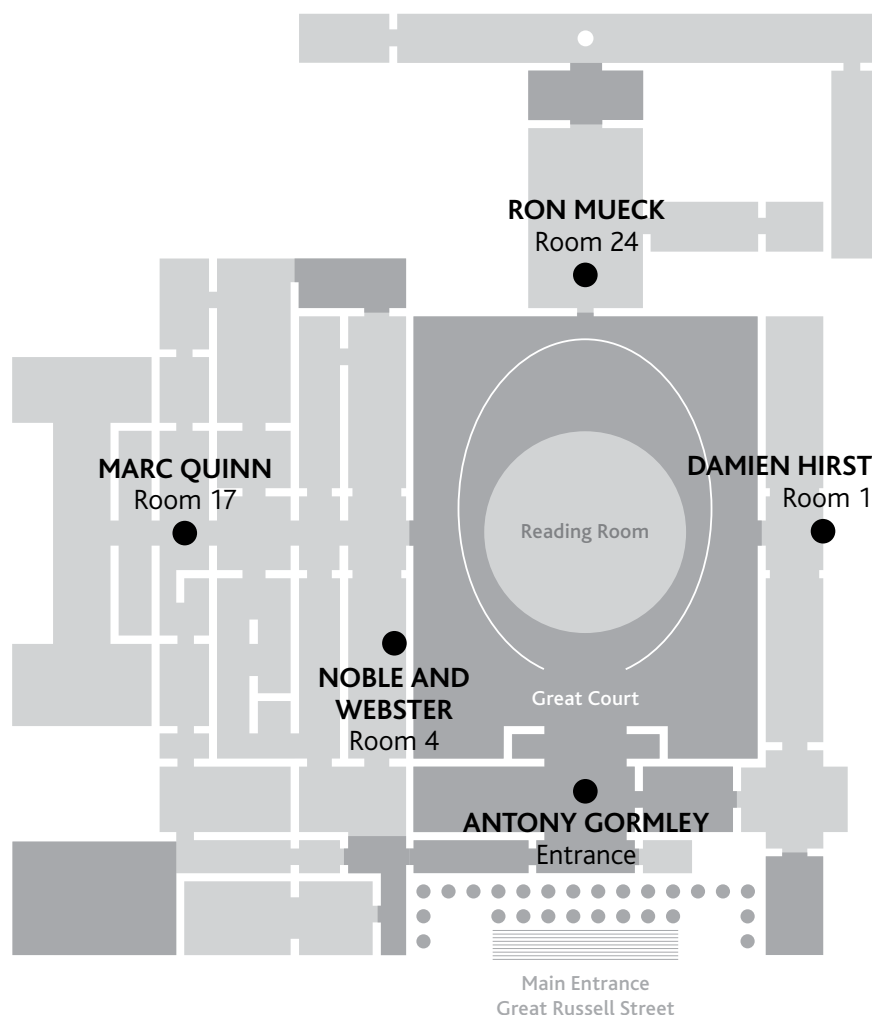 RON MUECK
Room 24
MARC QUINN
Room 17
DAMIEN HIRST
Room 1
Reading Room
NOBLE AND
WEBSTER
Room 4
Great Court
ANTONY GORMLEY
Entrance
Main Entrance
Great Russell Street